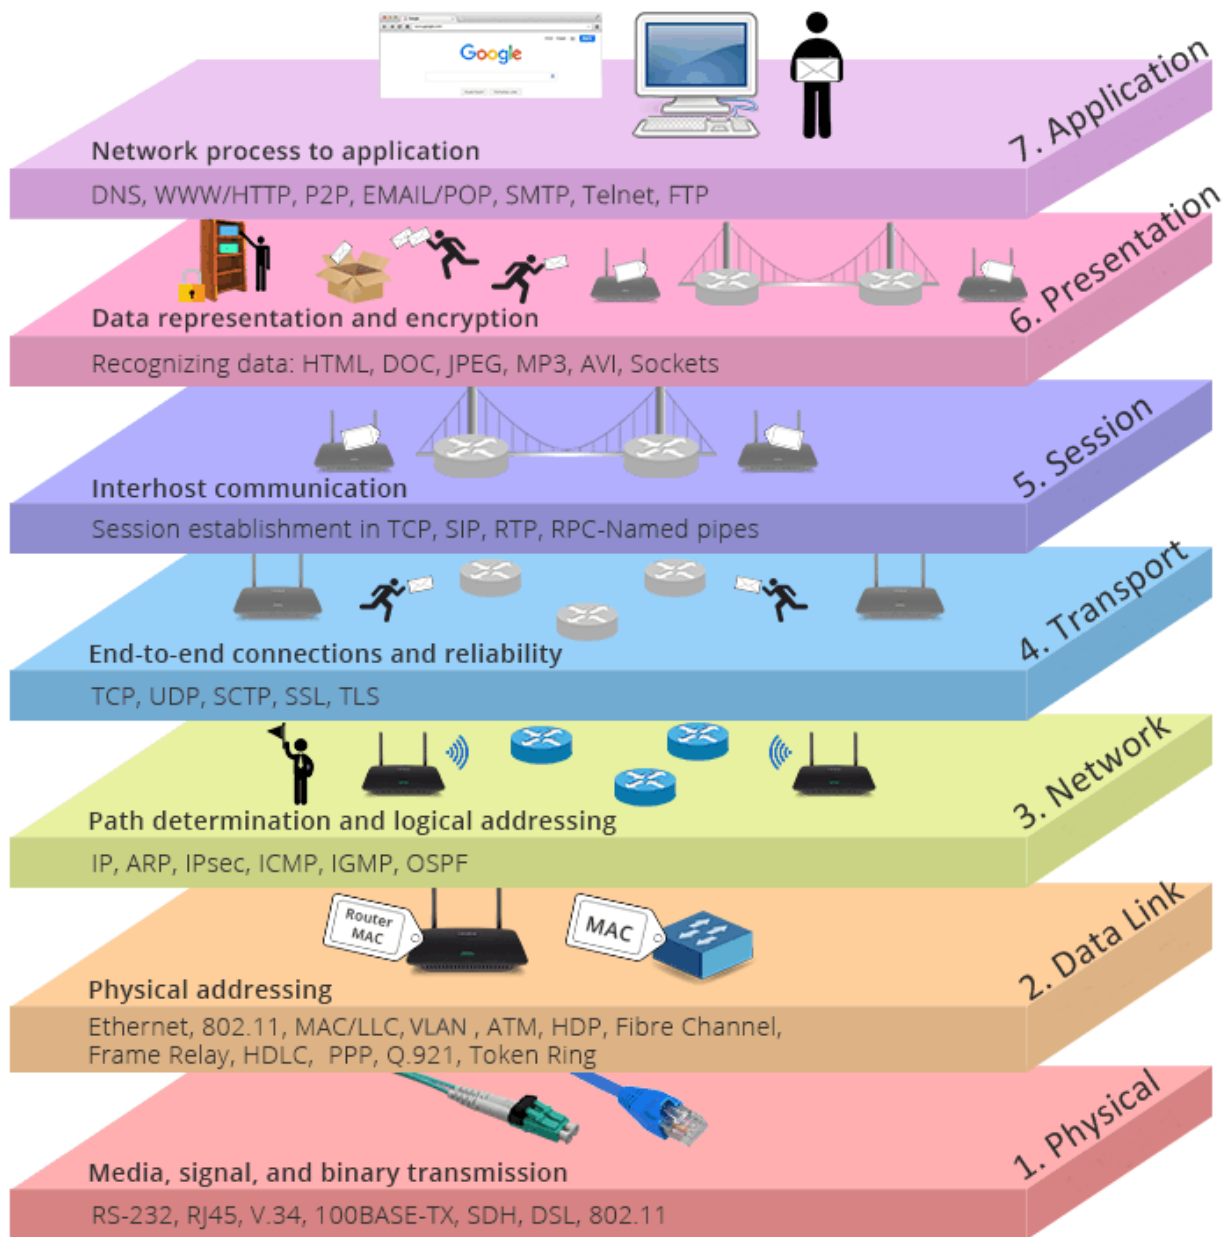 Google
7. Application
Network process to application
DNS, WWW/HTTP, P2P, EMAIL/POP, SMTP, Telnet, FTP
6. Presentation
Data representation and encryption
Recognizing data: HTML, DOC, JPEG, MP3, AVI, Sockets
5. Session
Interhost communication
Session establishment in TCP, SIP, RTP, RPC-Named pipes
4. Transport
End-to-end connections and reliability
TCP, UDP, SCTP, SSL, TLS
3. Network
Path determination and logical addressing
IP, ARP, IPsec, ICMP, IGMP, OSPF
Router
MAC
MAC
2. Data Link
Physical addressing
Ethernet, 802.11, MAC/LLC, VLAN , ATM, HDP, Fibre Channel,
Frame Relay, HDLC, PPP, Q.921, Token Ring
1. Physical
Media, signal, and binary transmission
RS-232, RJ45, V.34, 100BASE-TX, SDH, DSL, 802.11